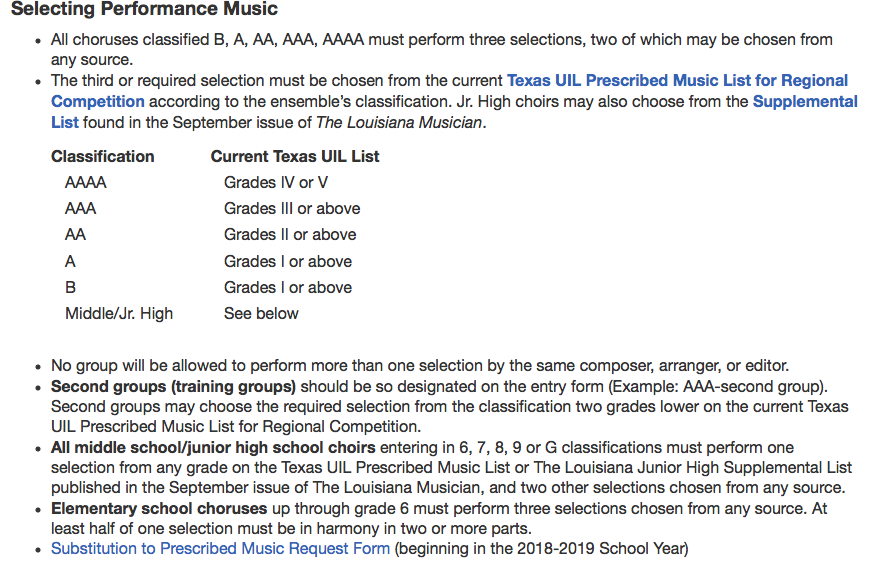 Selecting Performance Music
• All choruses classified B, A, AA, AAA, AAAA must perform three selections, two of which may be chosen from
any source.
• The third or required selection must be chosen from the current Texas UIL Prescribed Music List for Regional
Competition according to the ensemble's classification. Jr. High choirs may also choose from the Supplemental
List found in the September issue of The Louisiana Musician.
Classification Current Texas UIL List
AAAA Grades IV or V
AAA Grades III or above
AA Grades II or above
A Grades I or above
B Grades I or above
Middle/Jr. High See below
• No group will be allowed to perform more than one selection by the same composer, arranger, or editor.
• Second groups (training groups) should be so designated on the entry form (Example: AAA-second group).
Second groups may choose the required selection from the classification two grades lower on the current Texas
UIL Prescribed Music List for Regional Competition.
• All middle school/junior high school choirs entering in 6, 7, 8, 9 or G classifications must perform one
selection from any grade on the Texas UIL Prescribed Music List or The Louisiana Junior High Supplemental List
published in the September issue of The Louisiana Musician, and two other selections chosen from any source.
• Elementary school choruses up through grade 6 must perform three selections chosen from any source. At
least half of one selection must be in harmony in two or more parts.
• Substitution to Prescribed Music Request Form (beginning in the 2018-2019 School Year)